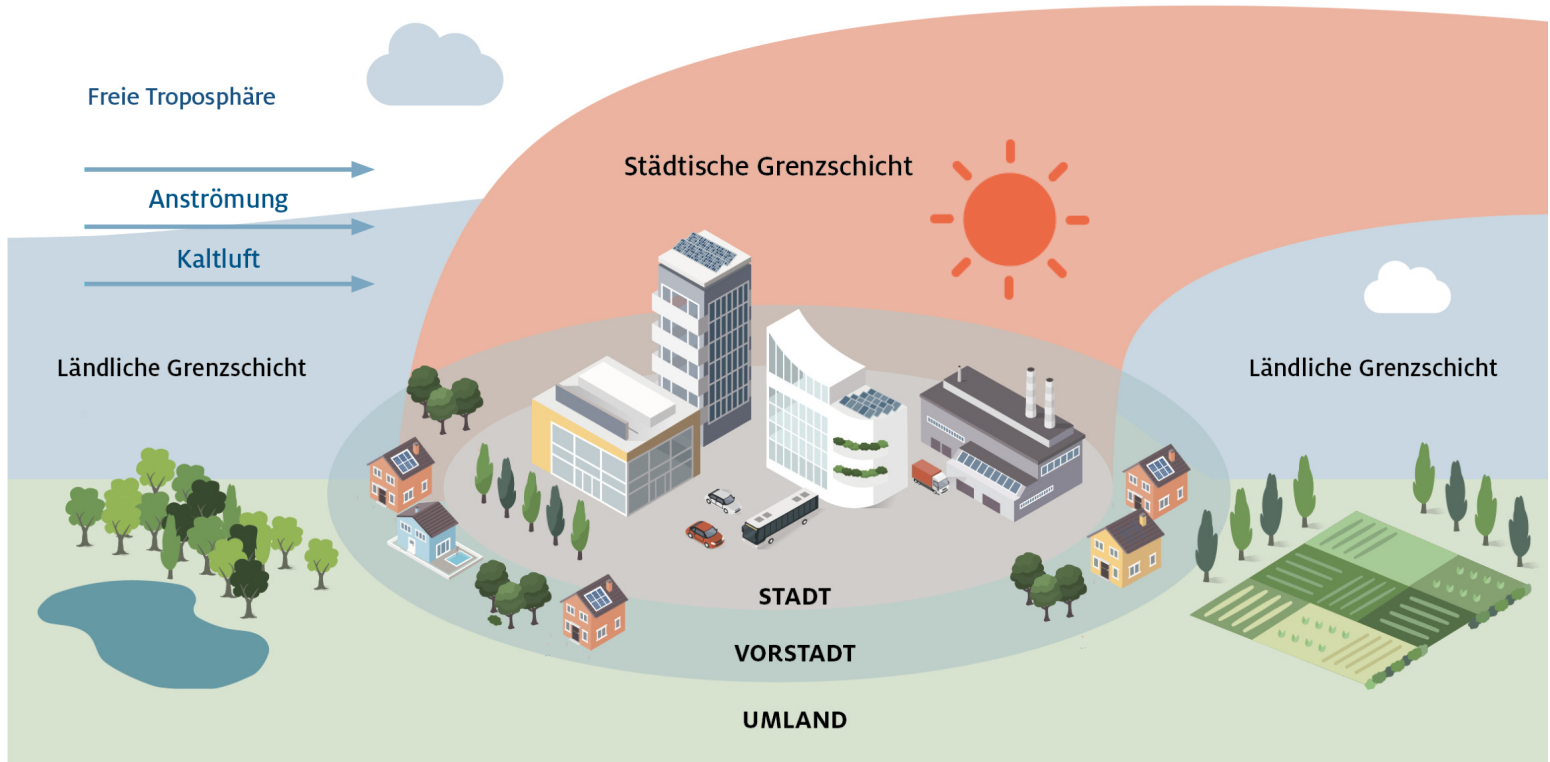 Freie Troposphäre
Städtische Grenzschicht
Anströmung
Kaltluft
Ländliche Grenzschicht
Ländliche Grenzschicht
STADT
VORSTADT
UMLAND